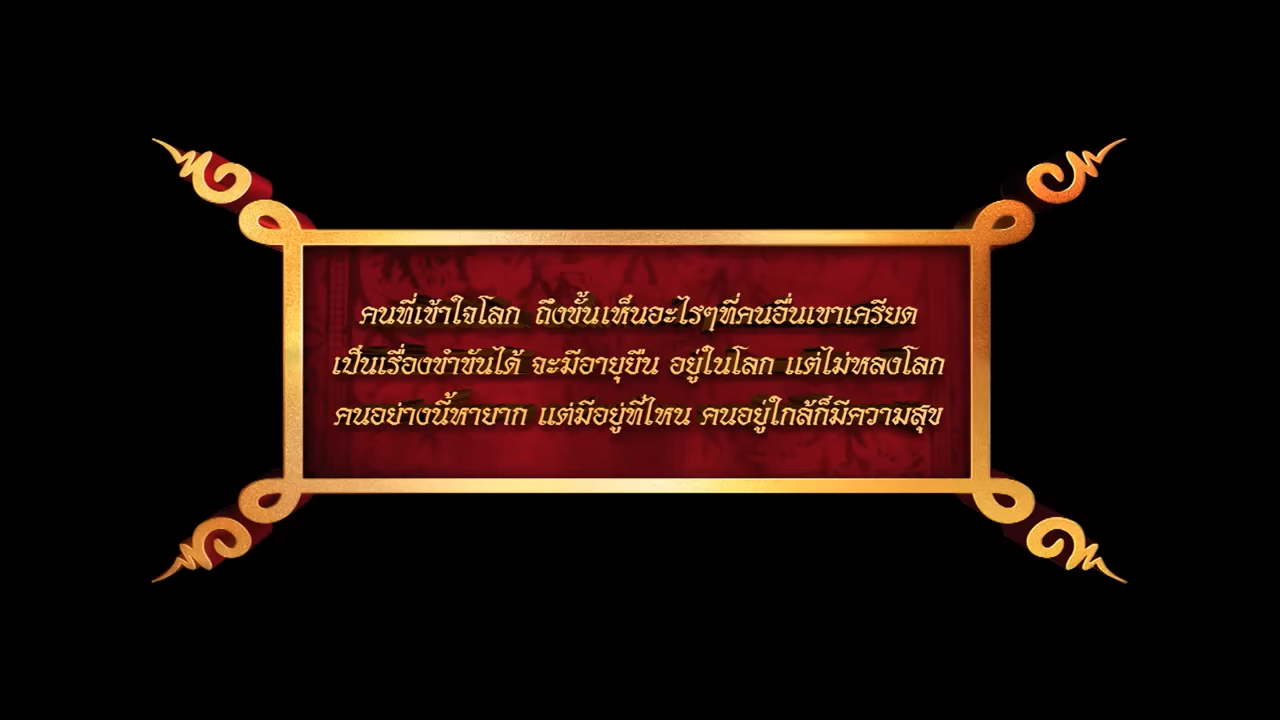 คนที่เข้าใจโลก ถึงขั้นเห็นอะไรๆที่คนอื่นเขาเครียด
เป็นเรื่องขำขันได้ จะมีอายุยืน อยู่ในโลก แต่ไม่หลงโลก
คนอย่างนี้หายาก แต่มีอยู่ที่ไหน คนอยู่ใกล้ก็มีความสุข